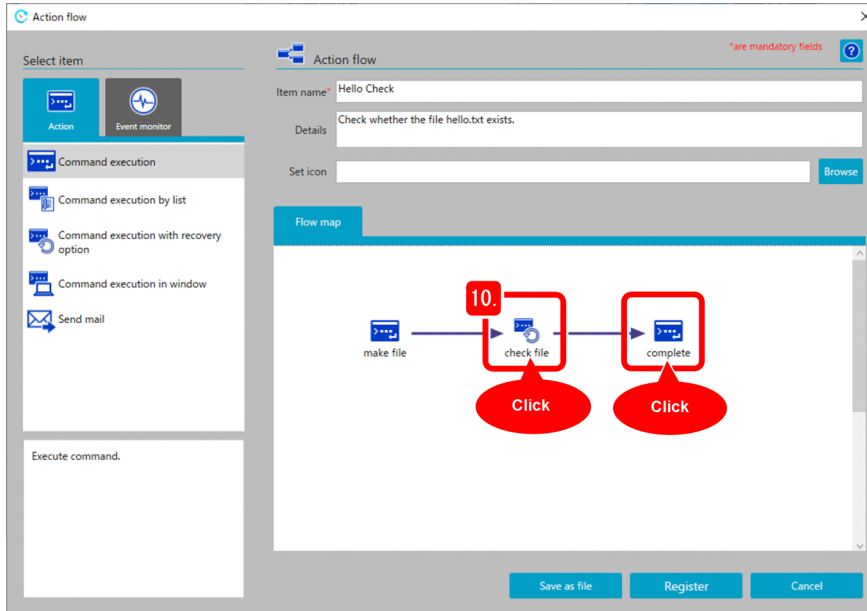 Action flow
*are mandatory fields
Select item
Action flow
Action
Event monitor
Item name*
Hello Check
Details
Check whether the file hello.txt exists.
Set icon
Browse
Command execution
Command execution by list
Command execution with recovery
option
Command execution in window
Send mail
Execute command.
Flow map
10.
make file
check file
complete
Click
Click
Save as file
Register
Cancel